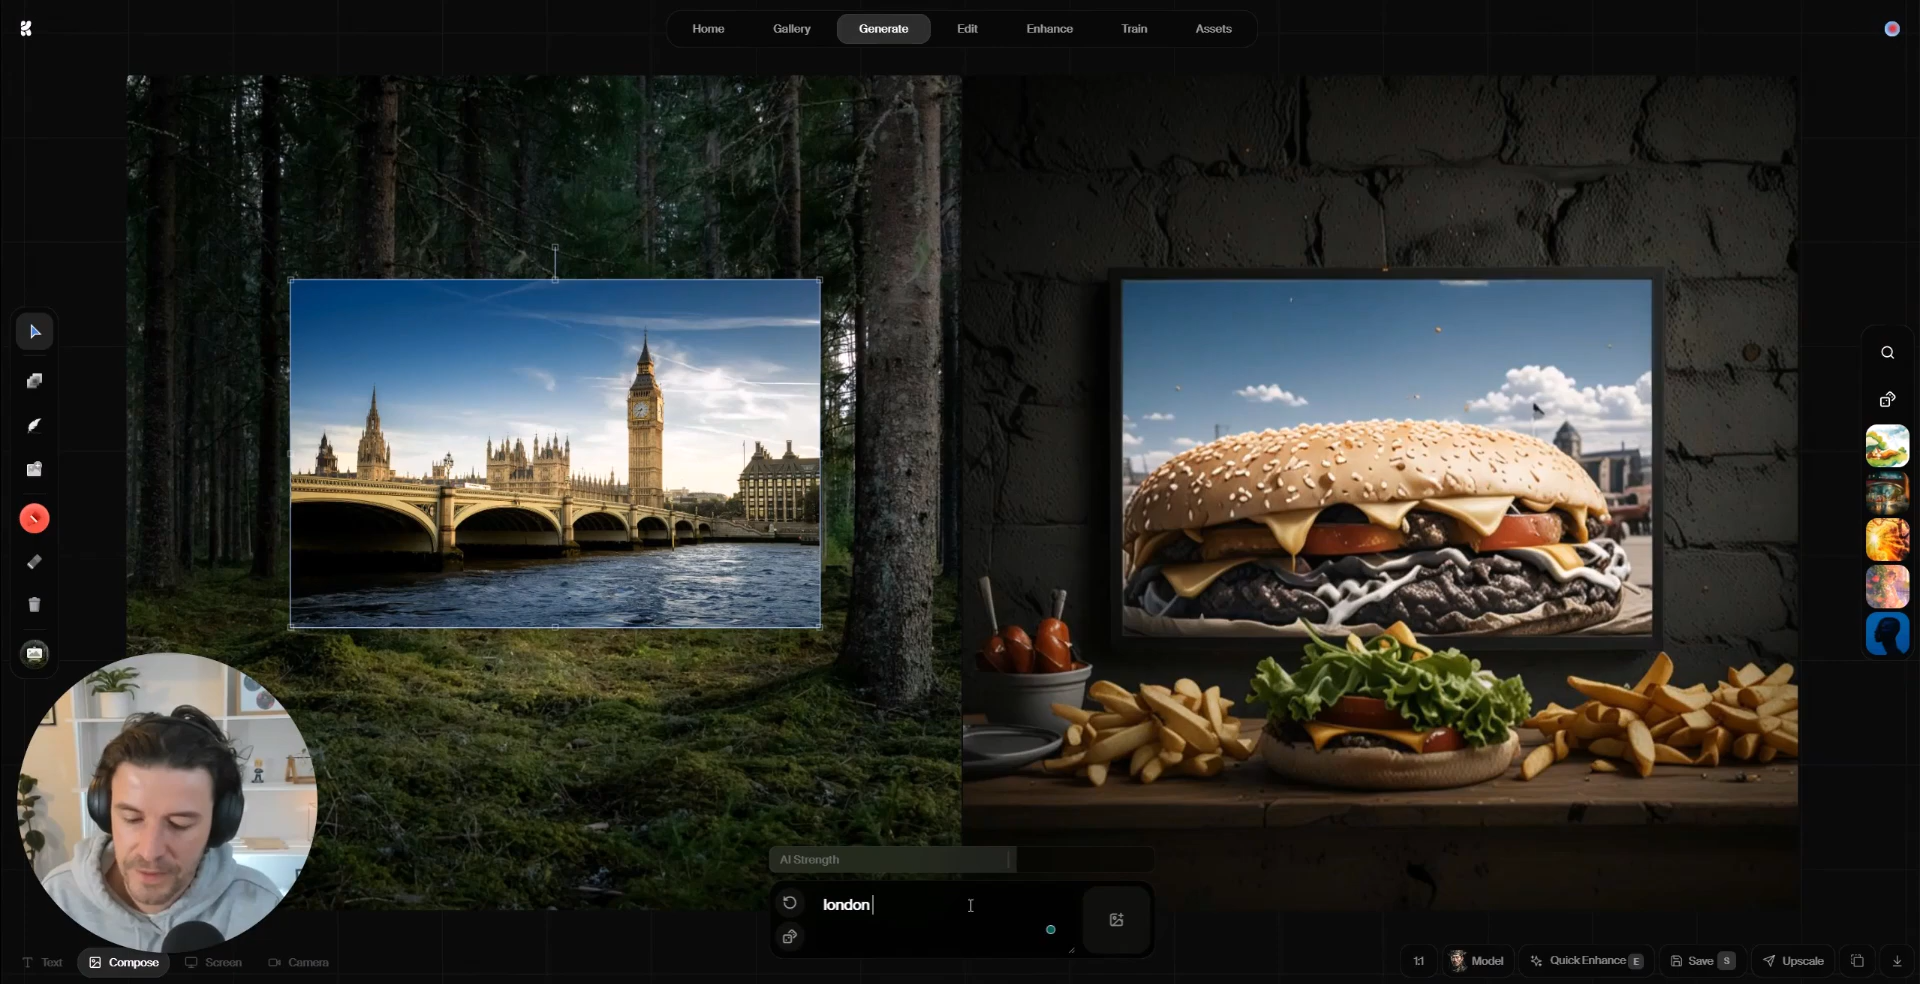 Home
Gallery
Generate
Edit
Enhance
Train
Assets
AI Strength
london
Text
Compose
Screen
Camera
1:1
Model
Quick Enhance E
Save S
Upscale